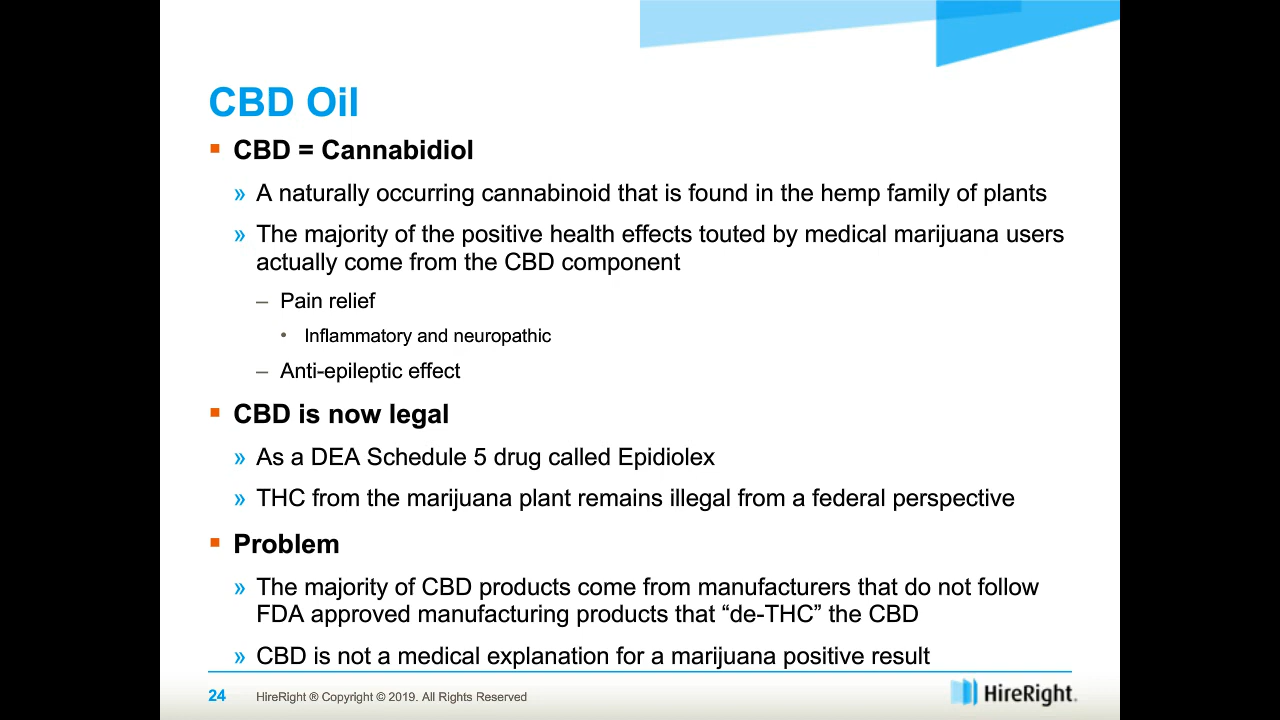 CBD Oil
▪ CBD = Cannabidiol
» A naturally occurring cannabinoid that is found in the hemp family of plants
» The majority of the positive health effects touted by medical marijuana users
actually come from the CBD component
– Pain relief
• Inflammatory and neuropathic
– Anti-epileptic effect
▪ CBD is now legal
» As a DEA Schedule 5 drug called Epidiolex
» THC from the marijuana plant remains illegal from a federal perspective
▪ Problem
» The majority of CBD products come from manufacturers that do not follow
FDA approved manufacturing products that “de-THC” the CBD
» CBD is not a medical explanation for a marijuana positive result
24 HireRight ® Copyright © 2019. All Rights Reserved
HireRight.